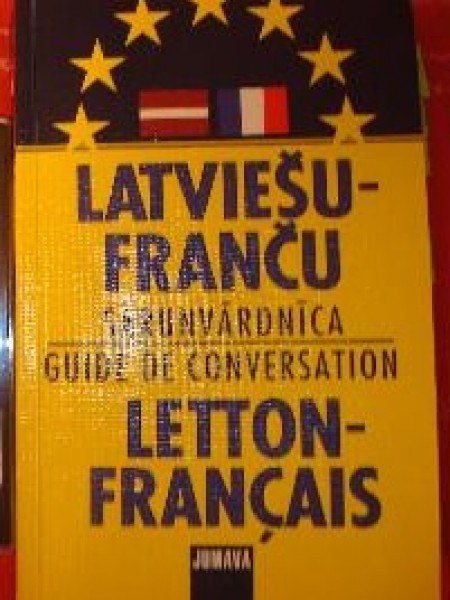 LATVIEŠU-
FRANČU
SARUNVĀRDNĪCA
GUIDE DE CONVERSATION
LETTON-
FRANÇAIS
JUMAVA